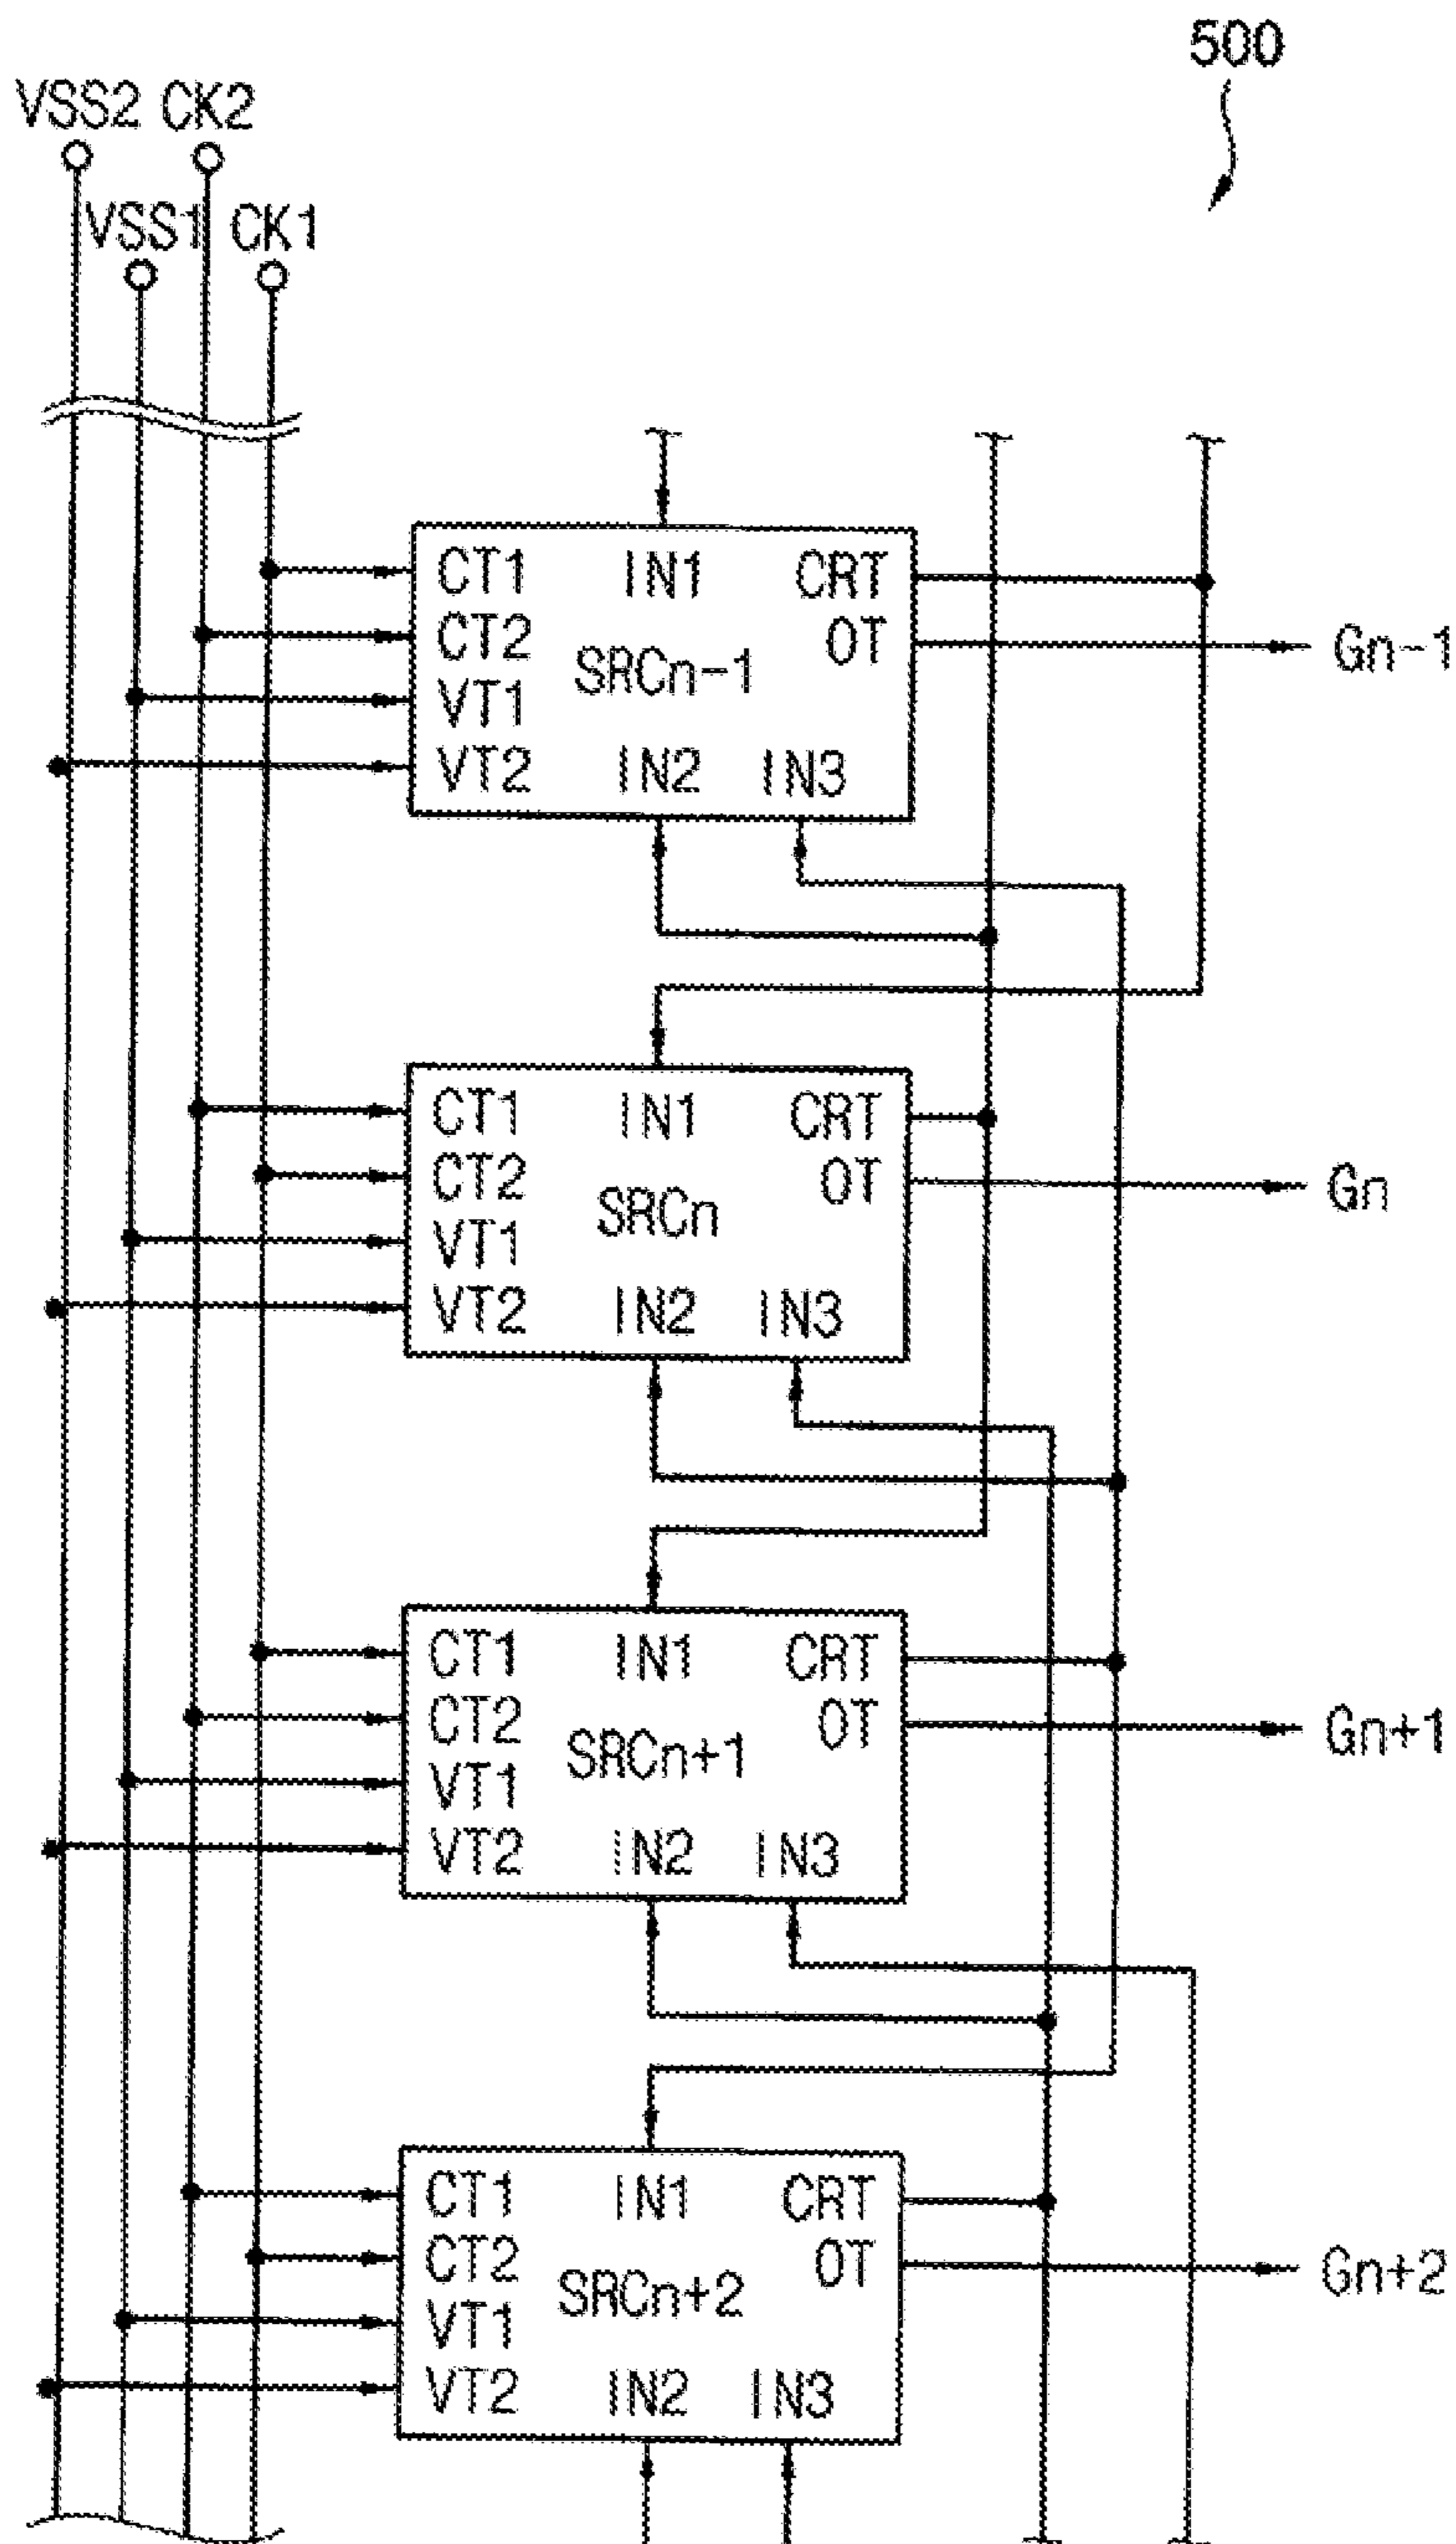 500
VSS2 CK2
VSS1 CK1
CT1 IN1 CRT
CT2 OT
SRCn-1 Gn-1
VT1
VT2 IN2 IN3
CT1 IN1 CRT
CT2 OT
SRCn Gn
VT1
VT2 IN2 IN3
CT1 IN1 CRT
CT2 OT
SRCn+1 Gn+1
VT1
VT2 IN2 IN3
CT1 IN1 CRT
CT2 OT
SRCn+2 Gn+2
VT1
VT2 IN2 IN3